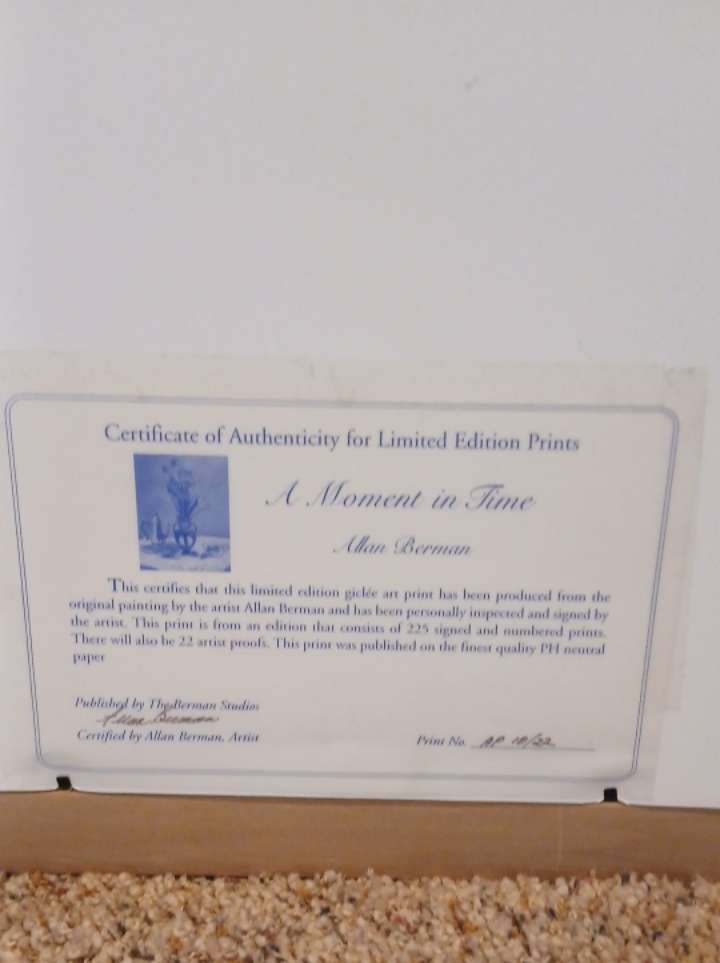 Certificate of Authenticity for Limited Edition Prints
A Moment in Time
Allan Berman
This certifies that this limited edition giclée art print has been produced from the
original painting by the artist Allan Berman and has been personally inspected and signed by
the artist. This print is from an edition that consists of 225 signed and numbered prints.
There will also be 22 artist proofs. This print was published on the finest quality PH neutral
paper
Published by The Berman Studios
Allan Berman
Certified by Allan Berman, Artist
Print No. AP 18/22